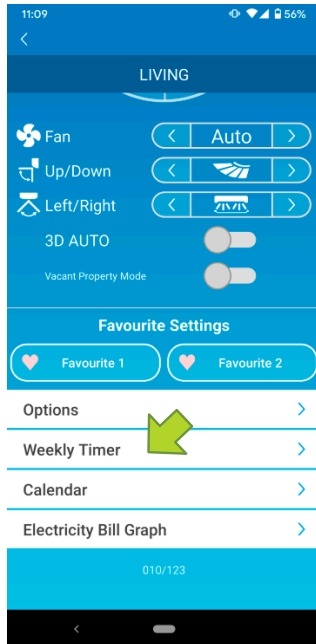 11:09 56%
LIVING
Fan Auto
Up/Down
Left/Right
3D AUTO
Vacant Property Mode
Favourite Settings
Favourite 1 Favourite 2
Options
Weekly Timer
Calendar
Electricity Bill Graph
010/123